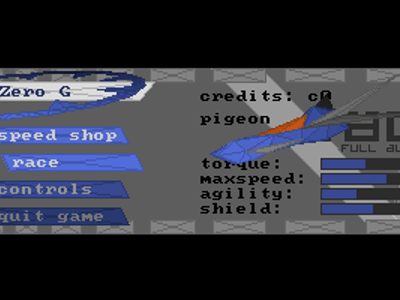 Zero G
speed shop
race
controls
quit game
credits: c0
pigeon
FULL AU
torque:
maxspeed:
agility:
shield: